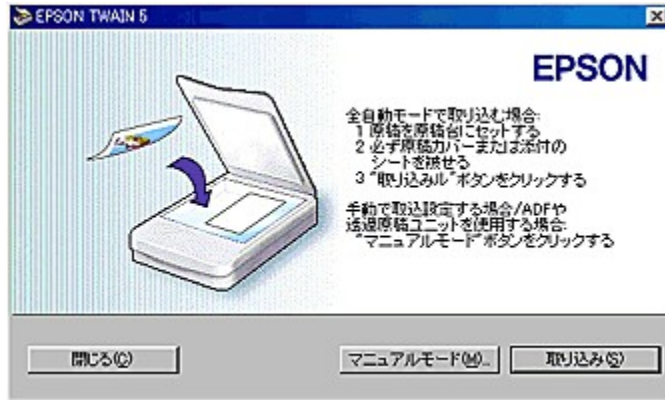 EPSON TWAIN 5
EPSON
全自動モードで取り込む場合:
1 原稿を原稿台にセットする
2 必ず原稿カバーまたは添付の
シートを被せる
3 "取り込みル"ボタンをクリックする
手動で取込設定する場合/ADFや
透過原稿ユニットを使用する場合:
"マニュアルモード"ボタンをクリックする
閉じる(C)
マニュアルモード(M)...
取り込み(S)